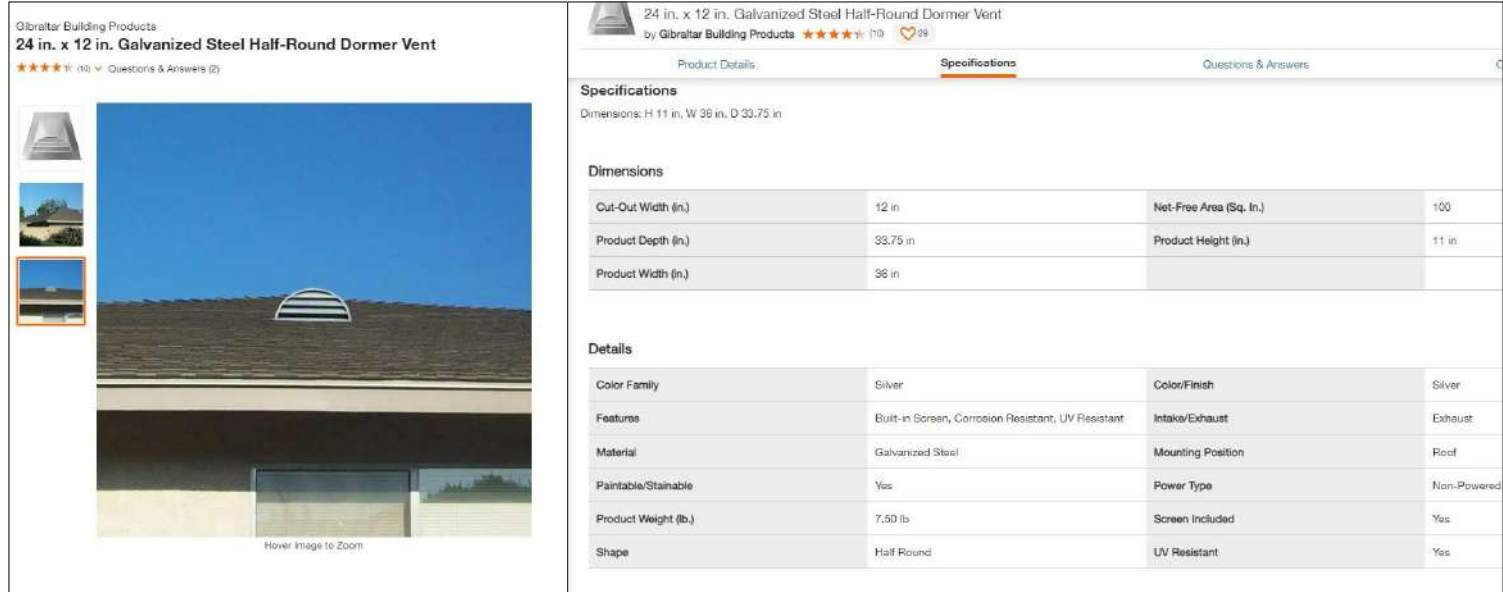 Gibraltar Building Products
24 in. x 12 in. Galvanized Steel Half-Round Dormer Vent
(10) Questions & Answers (2)
Hover Image to Zoom
24 in. x 12 in. Galvanized Steel Half-Round Dormer Vent
by Gibraltar Building Products (10) 39
Product Details Specifications Questions & Answers
Specifications
Dimensions: H 11 in, W 36 in, D 33.75 in
Dimensions
Cut-Out Width (in.) 12 in Net-Free Area (Sq. In.) 100
Product Depth (in.) 33.75 in Product Height (in.) 11 in
Product Width (in.) 36 in
Details
Color Family Silver Color/Finish Silver
Features Built-in Screen, Corrosion Resistant, UV Resistant Intake/Exhaust Exhaust
Material Galvanized Steel Mounting Position Roof
Paintable/Stainable Yes Power Type Non-Powered
Product Weight (lb.) 7.50 lb Screen Included Yes
Shape Half Round UV Resistant Yes